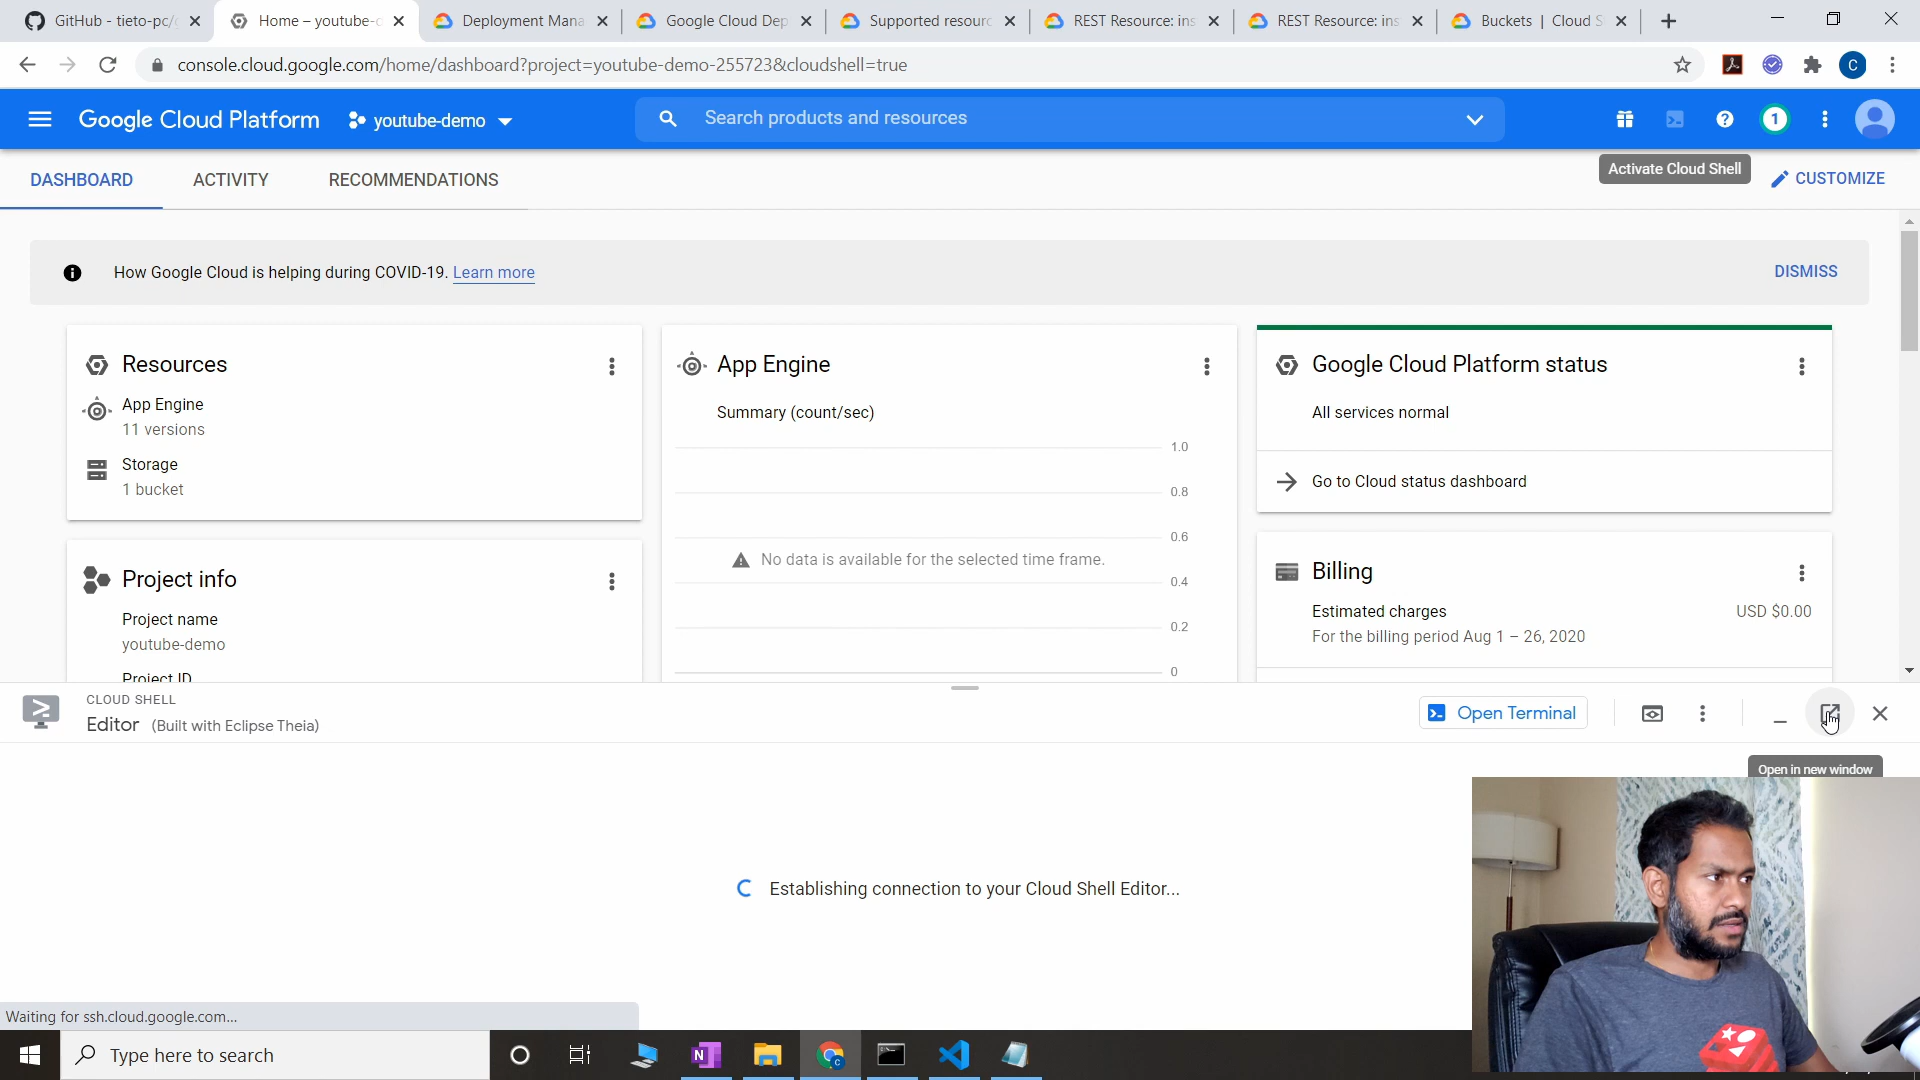 GitHub - tieto-pc/
Home – youtube-
Deployment Mana
Google Cloud Dep
Supported resourc
REST Resource: ins
REST Resource: ins
Buckets | Cloud S
console.cloud.google.com/home/dashboard?project=youtube-demo-255723&cloudshell=true
C
Google Cloud Platform
youtube-demo
Search products and resources
1
DASHBOARD
ACTIVITY
RECOMMENDATIONS
Activate Cloud Shell
CUSTOMIZE
How Google Cloud is helping during COVID-19. Learn more
DISMISS
Resources
App Engine
11 versions
Storage
1 bucket
Project info
Project name
youtube-demo
Project ID
App Engine
Summary (count/sec)
1.0
0.8
0.6
No data is available for the selected time frame.
0.4
0.2
0
Google Cloud Platform status
All services normal
Go to Cloud status dashboard
Billing
Estimated charges
USD $0.00
For the billing period Aug 1 – 26, 2020
CLOUD SHELL
Editor (Built with Eclipse Theia)
Open Terminal
Open in new window
Establishing connection to your Cloud Shell Editor...
Waiting for ssh.cloud.google.com...
Type here to search